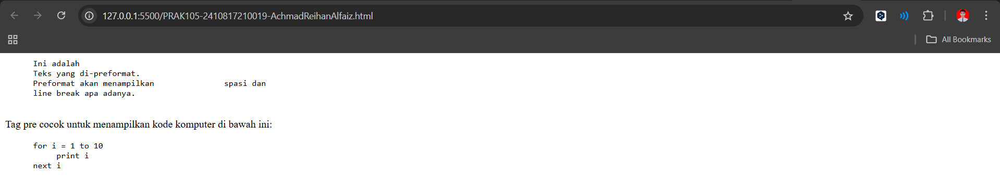 127.0.0.1:5500/PRAK105-2410817210019-AchmadReihanAlfaiz.html
All Bookmarks
Ini adalah
Teks yang di-preformat.
Preformat akan menampilkan               spasi dan
line break apa adanya.
Tag pre cocok untuk menampilkan kode komputer di bawah ini:
for i = 1 to 10
     print i
next i